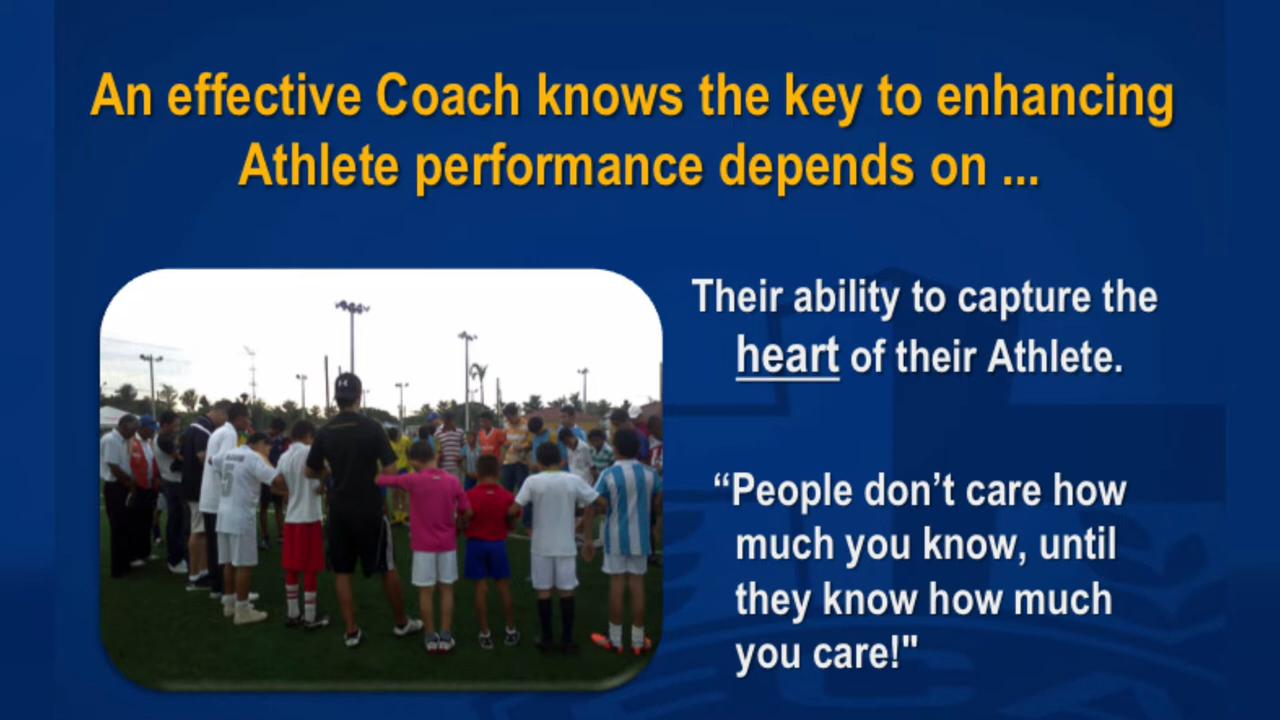 An effective Coach knows the key to enhancing
Athlete performance depends on ...
Their ability to capture the
heart of their Athlete.
“People don’t care how
much you know, until
they know how much
you care!"